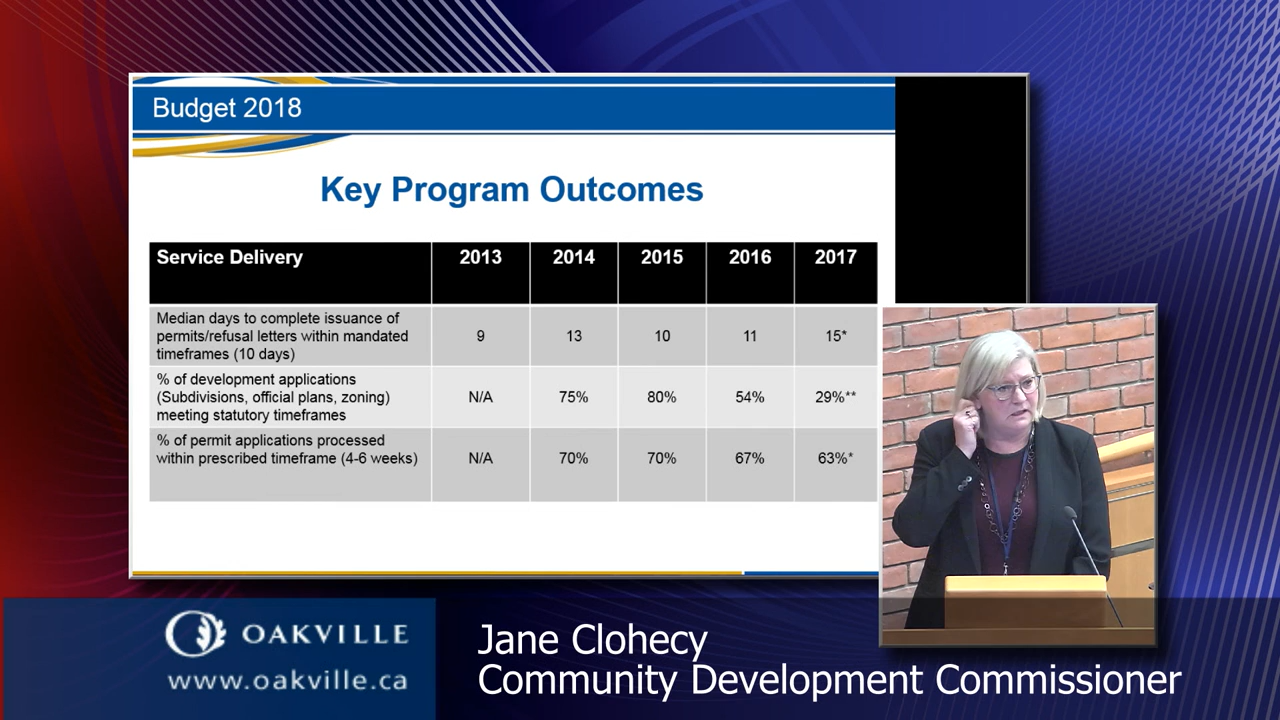 Budget 2018
Key Program Outcomes
Service Delivery 2013 2014 2015 2016 2017
Median days to complete issuance of
permits/refusal letters within mandated 9 13 10 11 15*
timeframes (10 days)
% of development applications
(Subdivisions, official plans, zoning) N/A 75% 80% 54% 29%**
meeting statutory timeframes
% of permit applications processed
within prescribed timeframe (4-6 weeks) N/A 70% 70% 67% 63%*
OAKVILLE
www.oakville.ca
Jane Clohecy
Community Development Commissioner